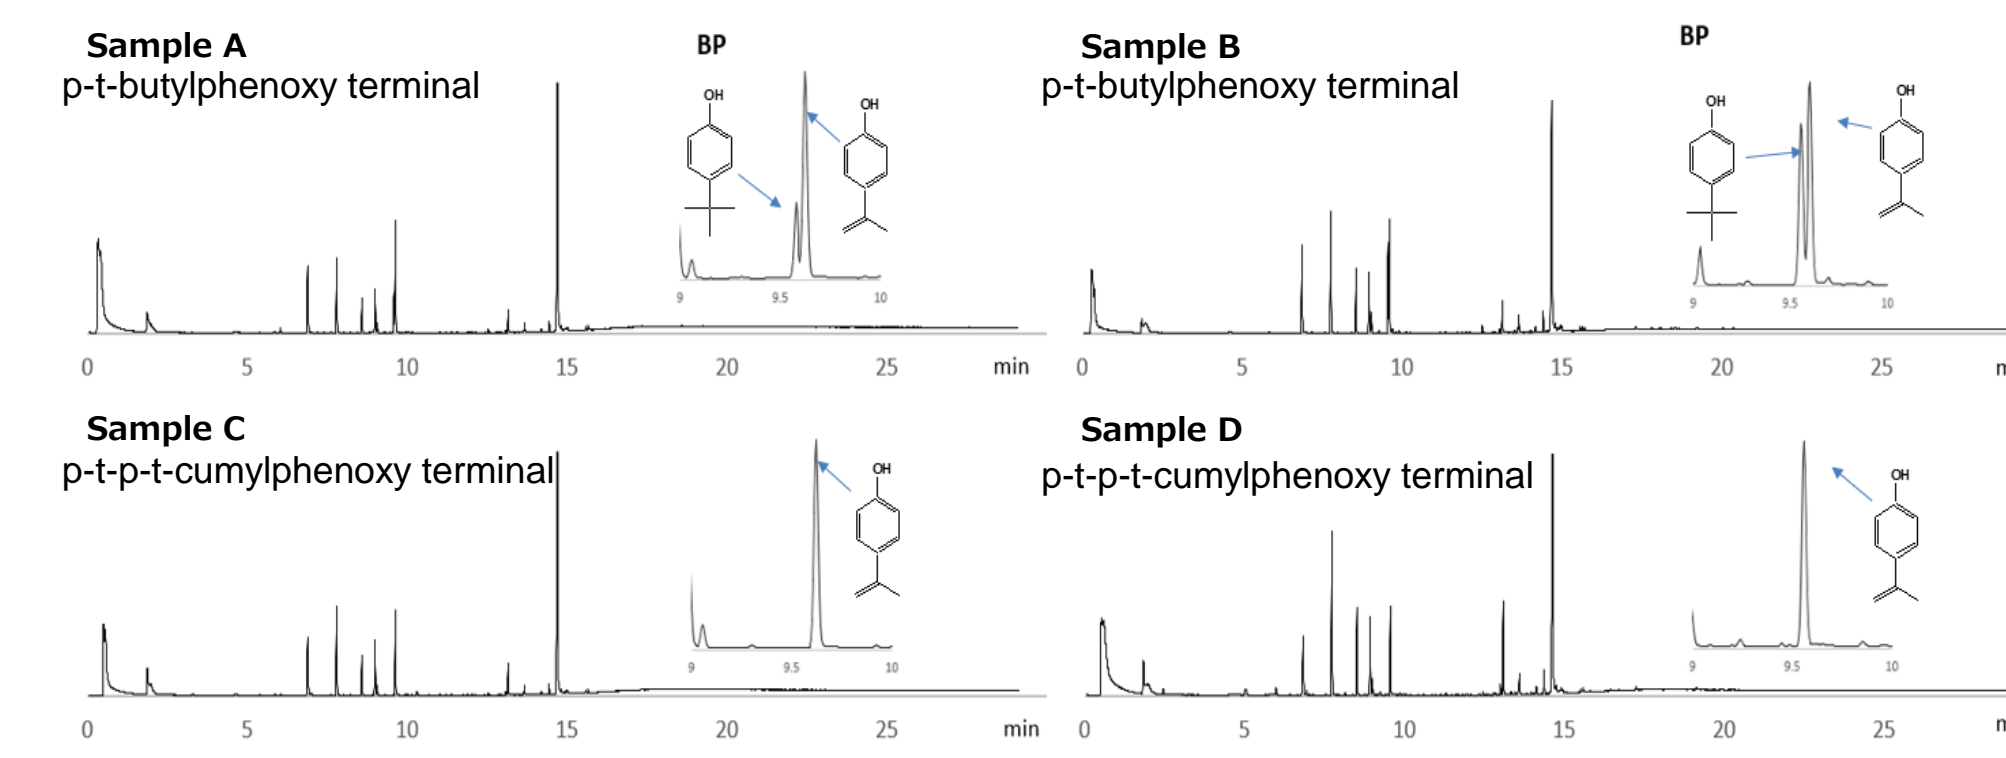 Sample A
p-t-butylphenoxy terminal
BP
OH
OH
9 9.5 10
0 5 10 15 20 25 min
Sample B
p-t-butylphenoxy terminal
BP
OH
OH
9 9.5 10
0 5 10 15 20 25
Sample C
p-t-p-t-cumylphenoxy terminal
OH
9 9.5 10
0 5 10 15 20 25 min
Sample D
p-t-p-t-cumylphenoxy terminal
OH
9 9.5 10
0 5 10 15 20 25